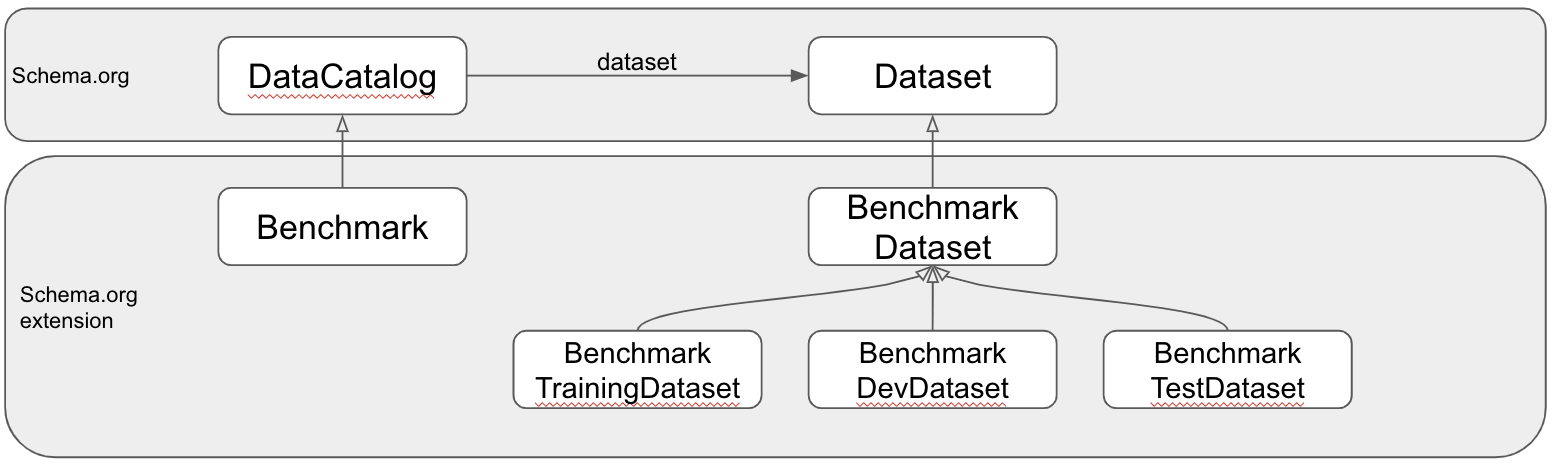 Schema.org
DataCatalog
dataset
Dataset
Schema.org
extension
Benchmark
Benchmark
Dataset
Benchmark
TrainingDataset
Benchmark
DevDataset
Benchmark
TestDataset